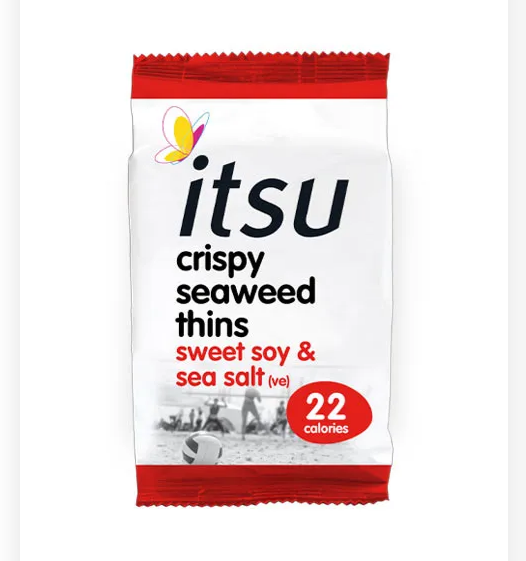 itsu
crispy
seaweed
thins
sweet soy &
sea salt (ve)
22
calories